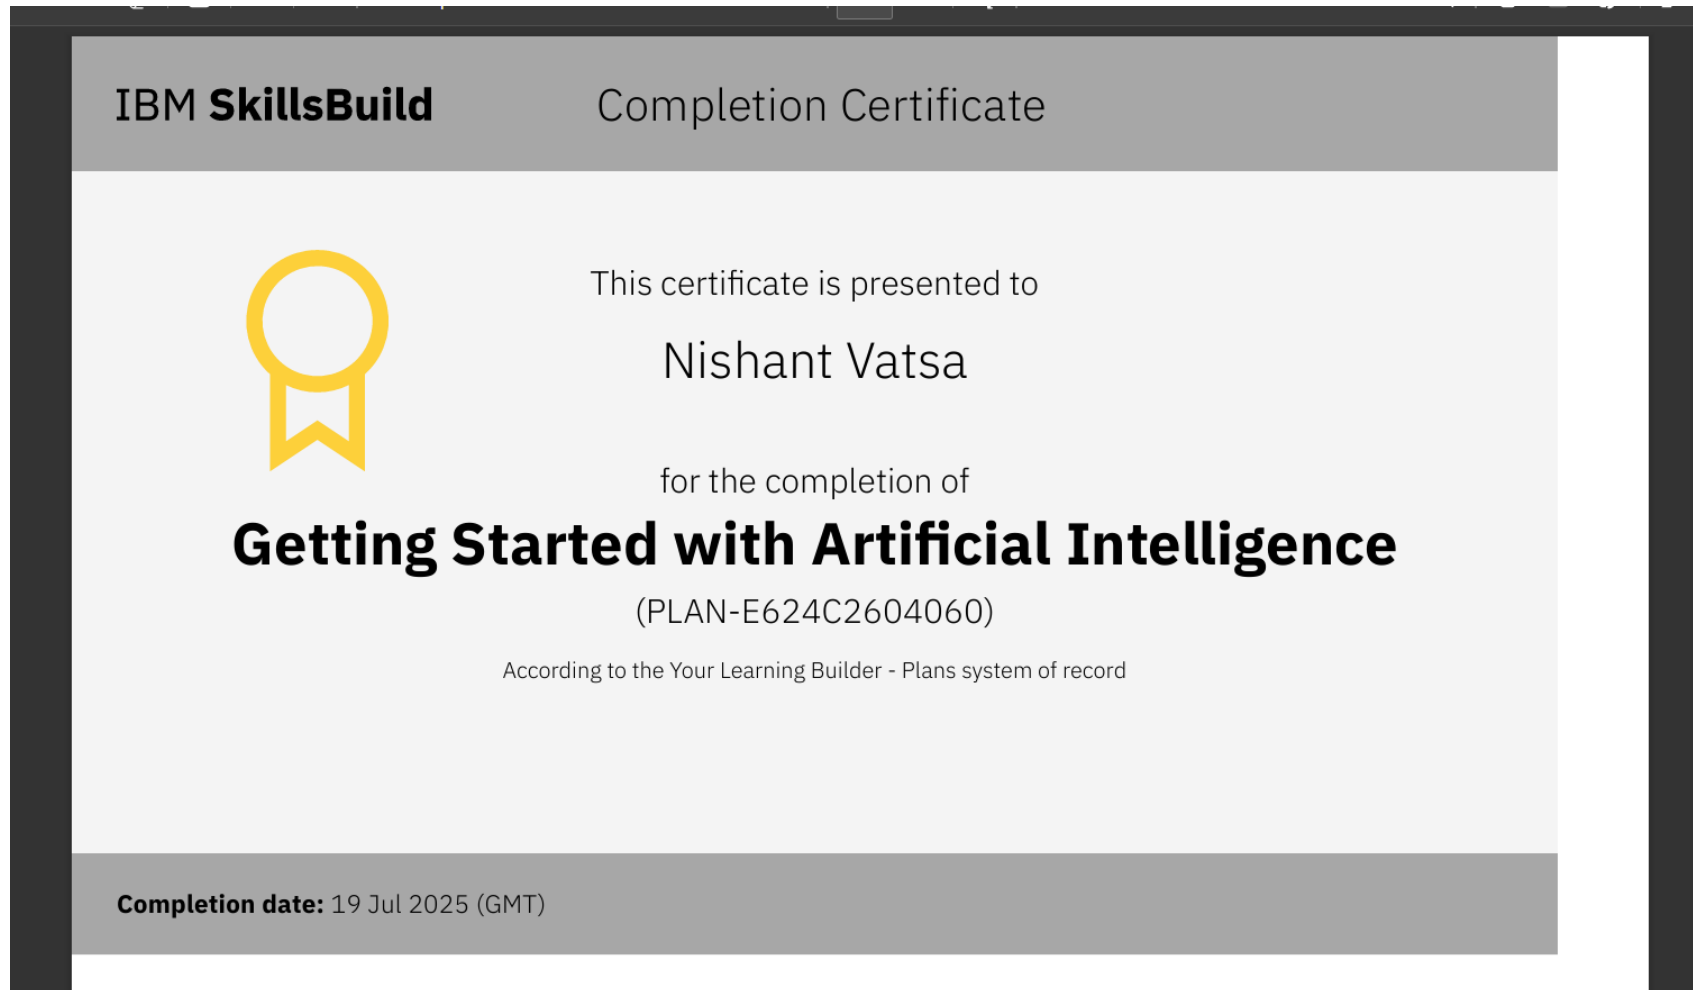 IBM SkillsBuild
Completion Certificate
This certificate is presented to
Nishant Vatsa
for the completion of
Getting Started with Artificial Intelligence
(PLAN-E624C2604060)
According to the Your Learning Builder - Plans system of record
Completion date: 19 Jul 2025 (GMT)